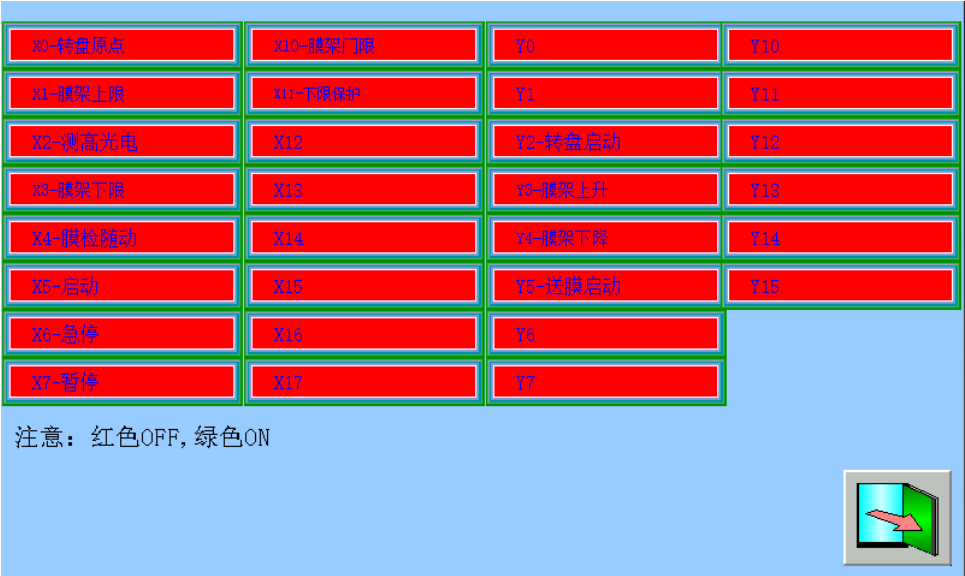 X0-转盘原点
X10-膜架门限
Y0
Y10
X1-膜架上限
X11-下限保护
Y1
Y11
X2-测高光电
X12
Y2-转盘启动
Y12
X3-膜架下限
X13
Y3-膜架上升
Y13
X4-膜检随动
X14
Y4-膜架下降
Y14
X5-启动
X15
Y5-送膜启动
Y15
X6-急停
X16
Y6
X7-暂停
X17
Y7
注意：红色OFF,绿色ON